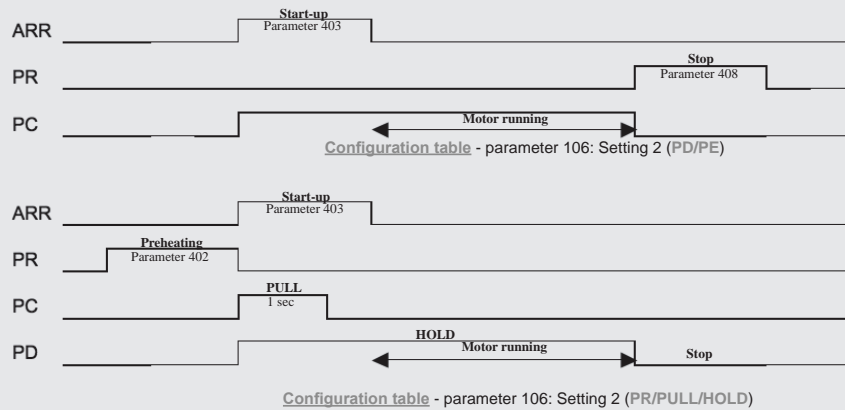 ARR
Start-up
Parameter 403
PR
Stop
Parameter 408
PC
Motor running
Configuration table - parameter 106: Setting 2 (PD/PE)
ARR
Start-up
Parameter 403
PR
Preheating
Parameter 402
PC
PULL
1 sec
PD
HOLD
Motor running
Stop
Configuration table - parameter 106: Setting 2 (PR/PULL/HOLD)